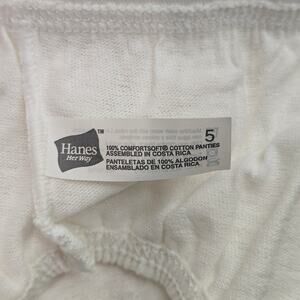 Hanes
Her Way
™
5
100% COMFORTSOFT® COTTON PANTIES
ASSEMBLED IN COSTA RICA
PANTELETAS DE 100% ALGODON
ENSAMBLADO EN COSTA RICA